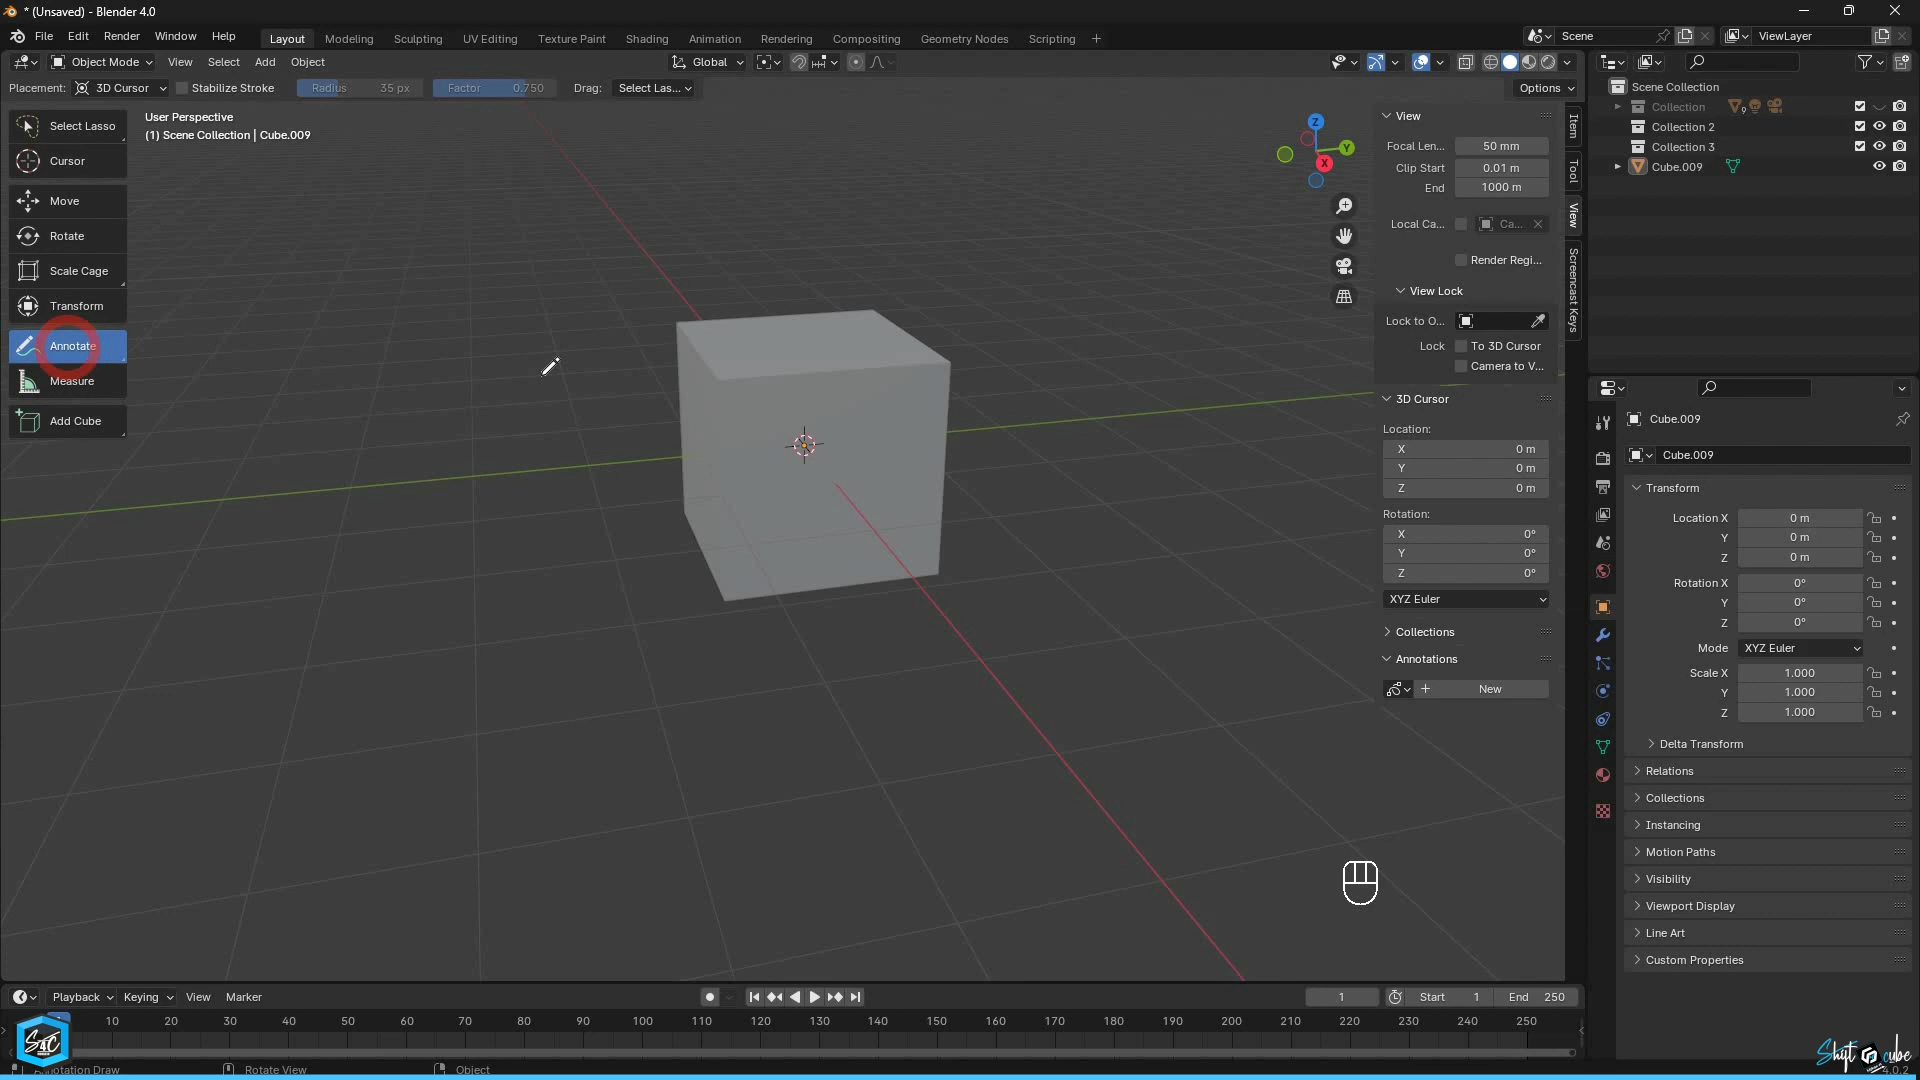 * (Unsaved) - Blender 4.0
File Edit Render Window Help
Layout Modeling Sculpting UV Editing Texture Paint Shading Animation Rendering Compositing Geometry Nodes Scripting +
Scene
ViewLayer
Object Mode View Select Add Object
Global
Placement: 3D Cursor Stabilize Stroke Radius 35 px Factor 0.750 Drag: Select Las...
Options
Select Lasso
Cursor
Move
Rotate
Scale Cage
Transform
Annotate
Measure
Add Cube
User Perspective
(1) Scene Collection | Cube.009
Z
Y
X
View
Focal Len... 50 mm
Clip Start 0.01 m
End 1000 m
Local Ca... Ca...
Render Regi...
View Lock
Lock to O...
Lock To 3D Cursor
Camera to V...
3D Cursor
Location:
X 0 m
Y 0 m
Z 0 m
Rotation:
X 0°
Y 0°
Z 0°
XYZ Euler
Collections
Annotations
+ New
Item
Tool
View
Screencast Keys
Scene Collection
Collection 9
Collection 2
Collection 3
Cube.009
Cube.009
Cube.009
Transform
Location X 0 m
Y 0 m
Z 0 m
Rotation X 0°
Y 0°
Z 0°
Mode XYZ Euler
Scale X 1.000
Y 1.000
Z 1.000
Delta Transform
Relations
Collections
Instancing
Motion Paths
Visibility
Viewport Display
Line Art
Custom Properties
Playback Keying View Marker
1
Start 1 End 250
10 20 30 40 50 60 70 80 90 100 110 120 130 140 150 160 170 180 190 200 210 220 230 240 250
S4C
Rotate View
Object
Shift 4 cube
4.0.2